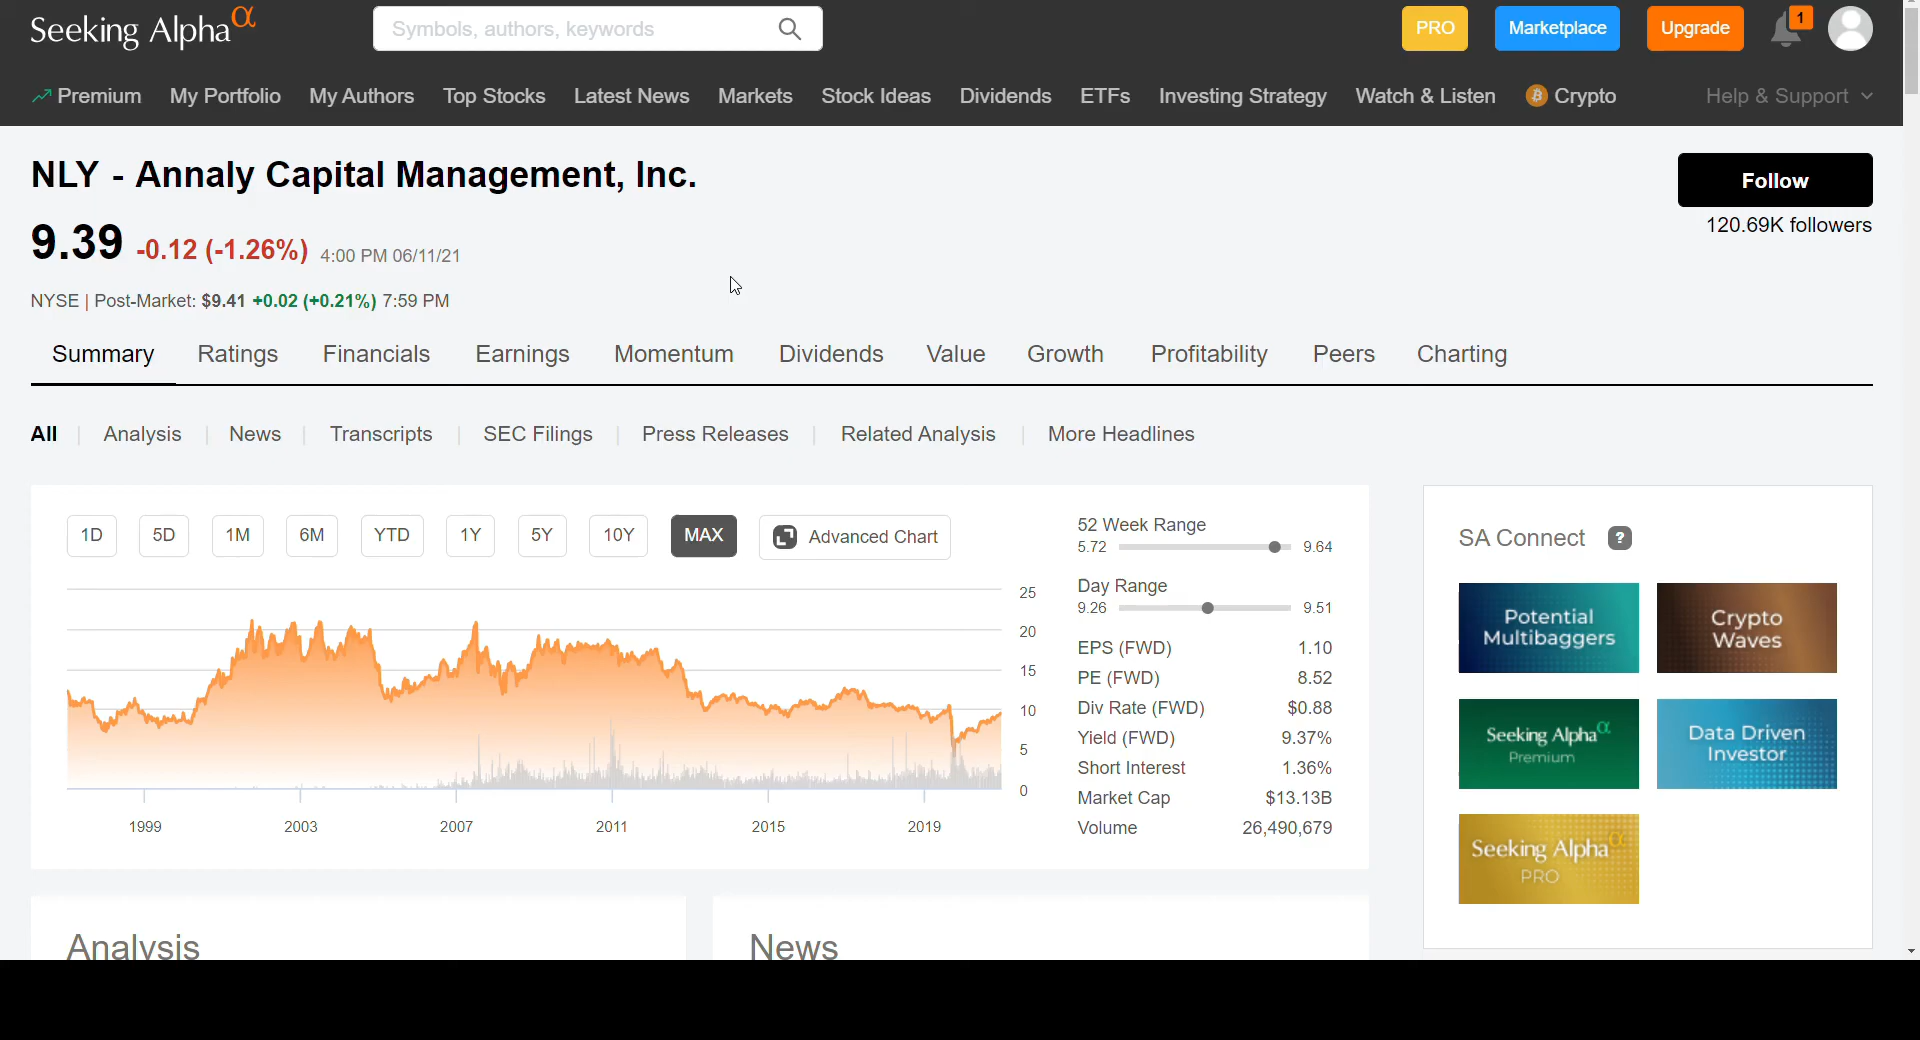 Seeking Alpha α
Symbols, authors, keywords
PRO
Marketplace
Upgrade
1
Premium
My Portfolio
My Authors
Top Stocks
Latest News
Markets
Stock Ideas
Dividends
ETFs
Investing Strategy
Watch & Listen
Crypto
Help & Support
NLY - Annaly Capital Management, Inc.
Follow
120.69K followers
9.39 -0.12 (-1.26%) 4:00 PM 06/11/21
NYSE | Post-Market: $9.41 +0.02 (+0.21%) 7:59 PM
Summary
Ratings
Financials
Earnings
Momentum
Dividends
Value
Growth
Profitability
Peers
Charting
All
Analysis
News
Transcripts
SEC Filings
Press Releases
Related Analysis
More Headlines
1D
5D
1M
6M
YTD
1Y
5Y
10Y
MAX
Advanced Chart
25
20
15
10
5
0
1999
2003
2007
2011
2015
2019
52 Week Range
5.72 9.64
Day Range
9.26 9.51
EPS (FWD) 1.10
PE (FWD) 8.52
Div Rate (FWD) $0.88
Yield (FWD) 9.37%
Short Interest 1.36%
Market Cap $13.13B
Volume 26,490,679
SA Connect ?
Potential
Multibaggers
Crypto
Waves
Seeking Alpha α
Premium
Data Driven
Investor
Seeking Alpha α
PRO
Analysis
News